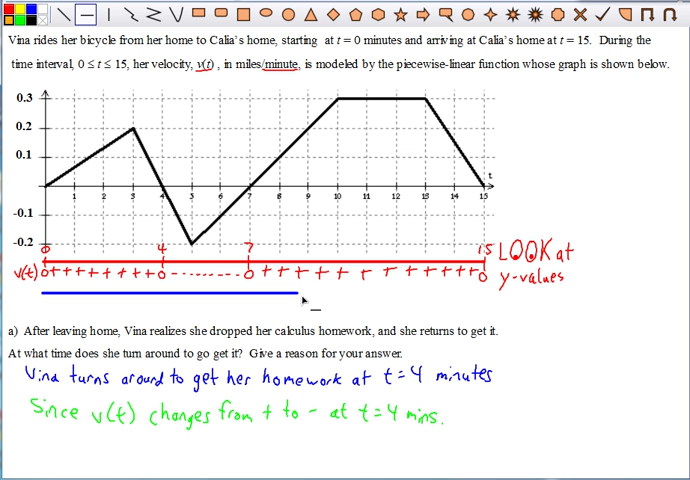 Vina rides her bicycle from her home to Calia's home, starting at t = 0 minutes and arriving at Calia's home at t = 15. During the
time interval, 0 ≤ t ≤ 15, her velocity, v(t) , in miles/minute, is modeled by the piecewise-linear function whose graph is shown below.
0.3
0.2
0.1
t
1 2 3 4 5 6 7 8 9 10 11 12 13 14 15
-0.1
-0.2
0 4 7 15 LOOK at
v(t) 0 + + + + + + + + 0 - - - - - - - - - 0 + + + + + + + + + + + + + 0 y-values
a) After leaving home, Vina realizes she dropped her calculus homework, and she returns to get it.
At what time does she turn around to go get it? Give a reason for your answer.
Vina turns around to get her homework at t = 4 minutes
Since v(t) changes from + to - at t = 4 mins.